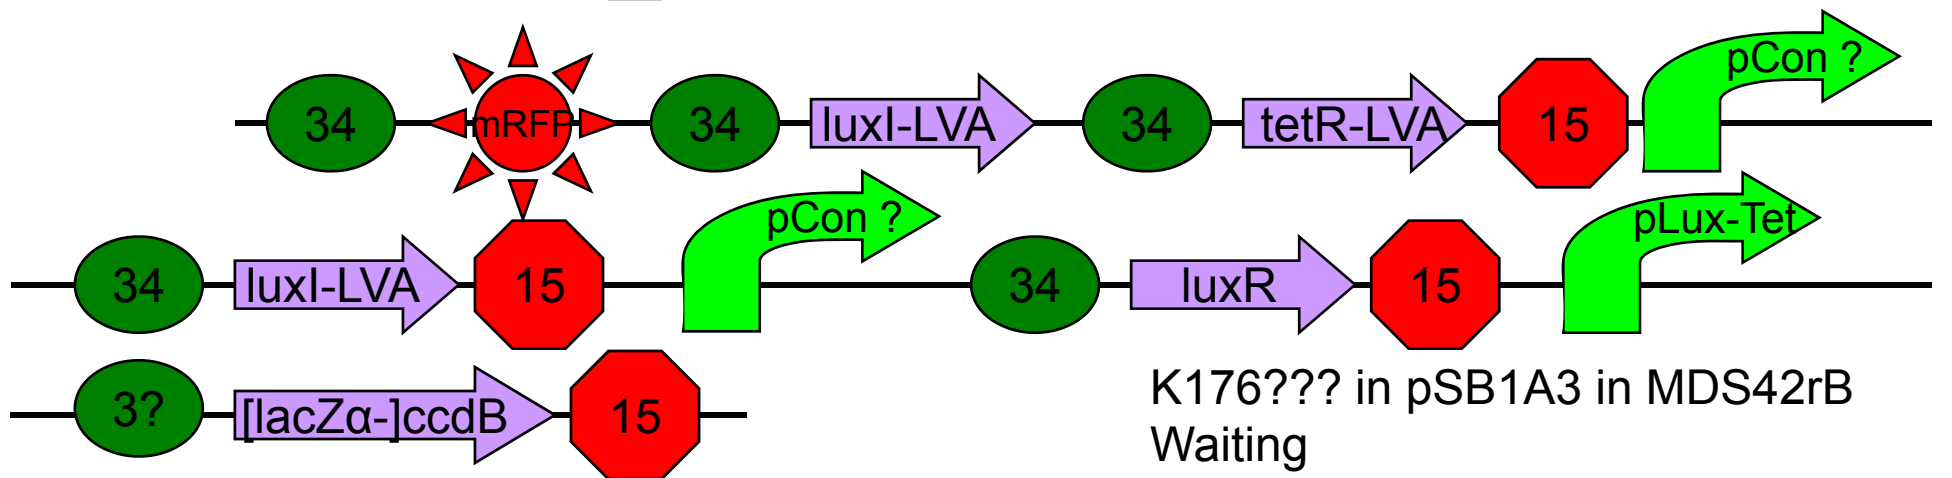 34 mRFP 34 luxI-LVA 34 tetR-LVA 15 pCon ?
34 luxI-LVA 15 pCon ? 34 luxR 15 pLux-Tet
3? [lacZα-]ccdB 15
K176??? in pSB1A3 in MDS42rB
Waiting